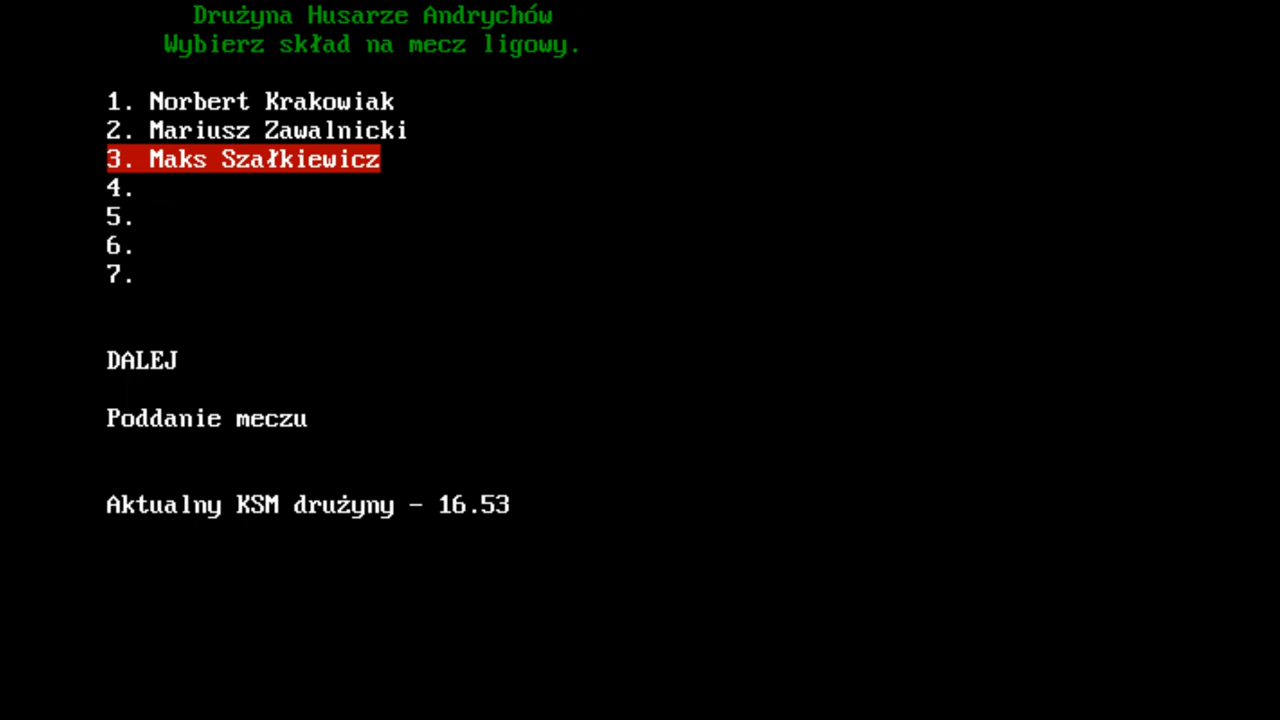 Drużyna Husarze Andrychów
Wybierz skład na mecz ligowy.
1. Norbert Krakowiak
2. Mariusz Zawalnicki
3. Maks Szałkiewicz
4.
5.
6.
7.
DALEJ
Poddanie meczu
Aktualny KSM drużyny - 16.53